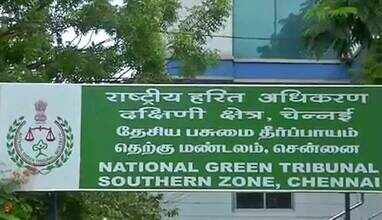 राष्ट्रीय हरित अधिकरण
दक्षिणी क्षेत्र, चेन्नई
தேசிய பசுமை தீர்ப்பாயம்
தெற்கு மண்டலம், சென்னை
NATIONAL GREEN TRIBUNAL
SOUTHERN ZONE, CHENNAI